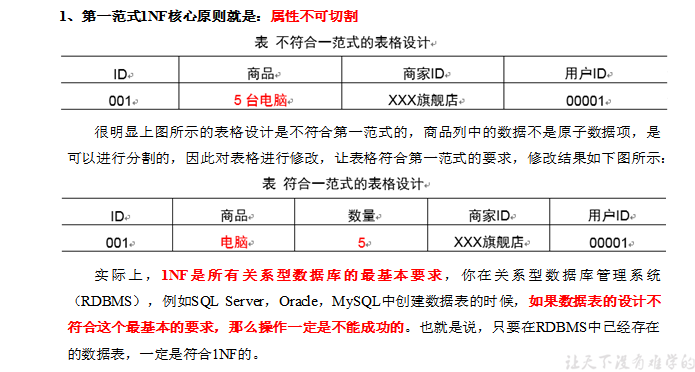 1、第一范式1NF核心原则就是：属性不可切割
表 不符合一范式的表格设计
ID 商品 商家ID 用户ID
001 5台电脑 XXX旗舰店 00001
很明显上图所示的表格设计是不符合第一范式的，商品列中的数据不是原子数据项，是
可以进行分割的，因此对表格进行修改，让表格符合第一范式的要求，修改结果如下图所示：
表 符合一范式的表格设计
ID 商品 数量 商家ID 用户ID
001 电脑 5 XXX旗舰店 00001
实际上，1NF是所有关系型数据库的最基本要求，你在关系型数据库管理系统
（RDBMS），例如SQL Server，Oracle，MySQL中创建数据表的时候，如果数据表的设计不
符合这个最基本的要求，那么操作一定是不能成功的。也就是说，只要在RDBMS中已经存在
的数据表，一定是符合1NF的。
让天下没有难学的